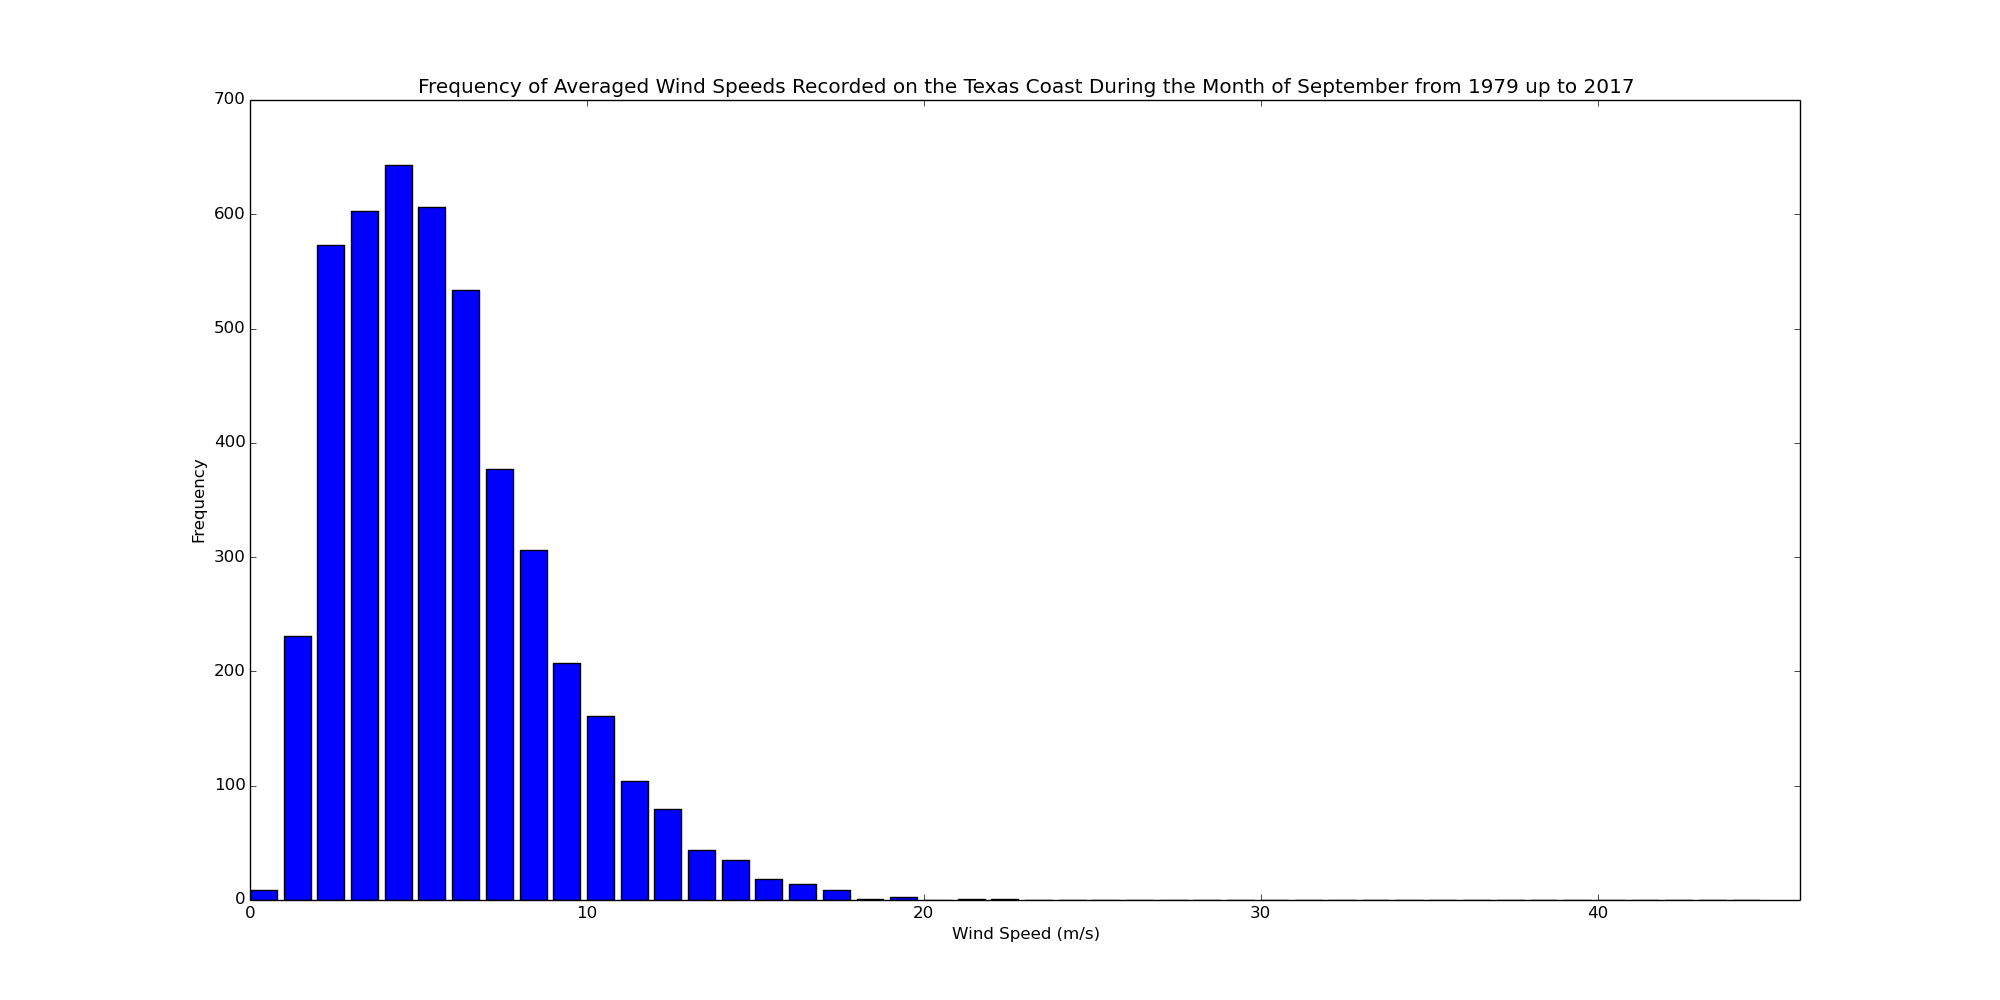 Frequency of Averaged Wind Speeds Recorded on the Texas Coast During the Month of September from 1979 up to 2017
700
600
500
400
300
200
100
0
Frequency
0 10 20 30 40
Wind Speed (m/s)